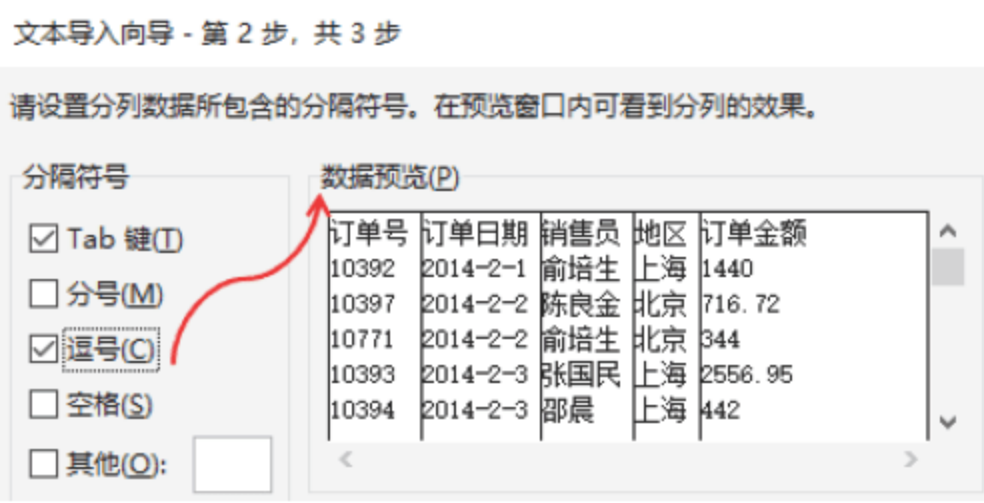 文本导入向导 - 第 2 步，共 3 步
请设置分列数据所包含的分隔符号。在预览窗口内可看到分列的效果。
分隔符号
Tab 键(T)
分号(M)
逗号(C)
空格(S)
其他(O):
数据预览(P)
订单号 订单日期 销售员 地区 订单金额
10392 2014-2-1 俞培生 上海 1440
10397 2014-2-2 陈良金 北京 716.72
10771 2014-2-2 俞培生 北京 344
10393 2014-2-3 张国民 上海 2556.95
10394 2014-2-3 邵晨 上海 442